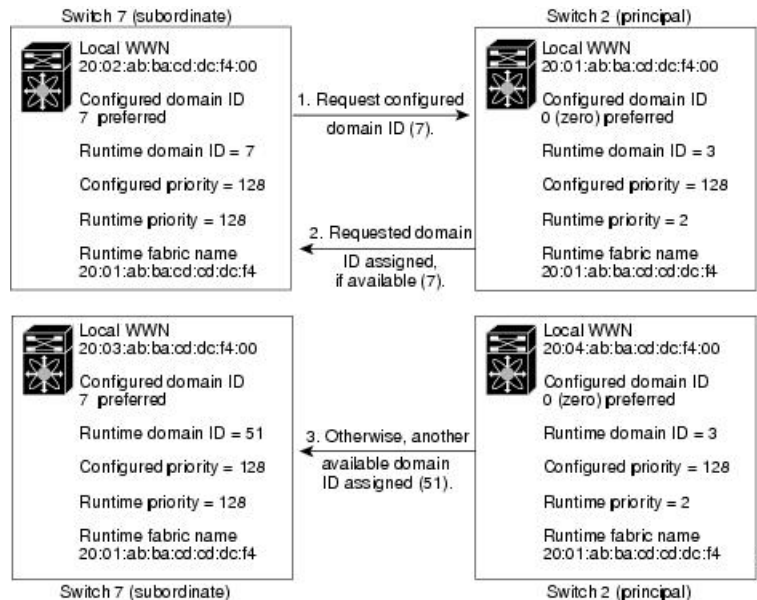 Switch 7 (subordinate)
Local WWN
20:02:ab:ba:cd:dc:f4:00
Configured domain ID
7 preferred
Runtime domain ID = 7
Configured priority = 128
Runtime priority = 128
Runtime fabric name
20:01:ab:ba:cd:cd:dc:f4
1. Request configured
domain ID (7).
2. Requested domain
ID assigned,
if available (7).
Switch 2 (principal)
Local WWN
20:01:ab:ba:cd:dc:f4:00
Configured domain ID
0 (zero) preferred
Runtime domain ID = 3
Configured priority = 128
Runtime priority = 2
Runtime fabric name
20:01:ab:ba:cd:cd:dc:f4
Local WWN
20:03:ab:ba:cd:dc:f4:00
Configured domain ID
7 preferred
Runtime domain ID = 51
Configured priority = 128
Runtime priority = 128
Runtime fabric name
20:01:ab:ba:cd:cd:dc:f4
Switch 7 (subordinate)
3. Otherwise, another
available domain
ID assigned (51).
Local WWN
20:04:ab:ba:cd:dc:f4:00
Configured domain ID
0 (zero) preferred
Runtime domain ID = 3
Configured priority = 128
Runtime priority = 2
Runtime fabric name
20:01:ab:ba:cd:cd:dc:f4
Switch 2 (principal)